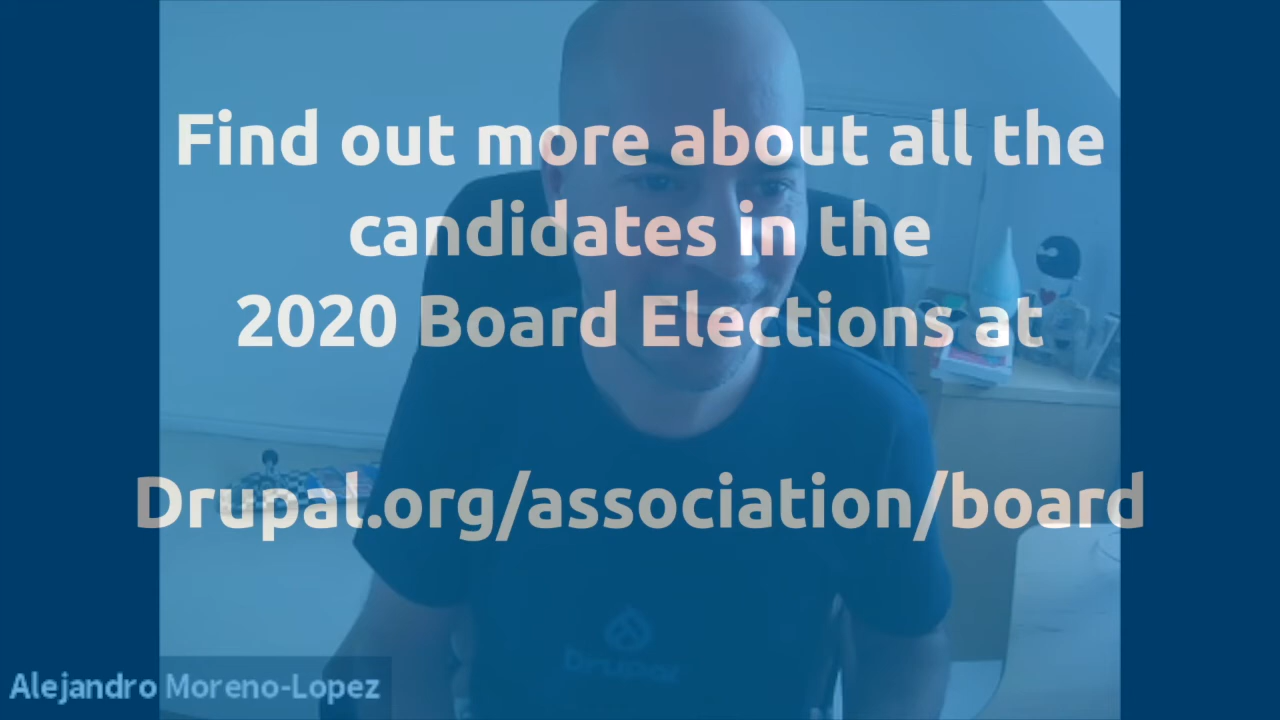 Find out more about all the
candidates in the
2020 Board Elections at
Drupal.org/association/board
Drupal
Alejandro Moreno-Lopez